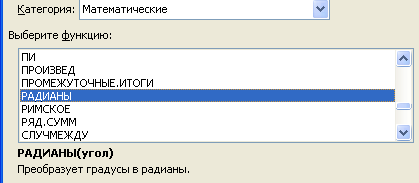 Категория: Математические
Выберите функцию:
ПИ
ПРОИЗВЕД
ПРОМЕЖУТОЧНЫЕ.ИТОГИ
РАДИАНЫ
РИМСКОЕ
РЯД.СУММ
СЛУЧМЕЖДУ
РАДИАНЫ(угол)
Преобразует градусы в радианы.